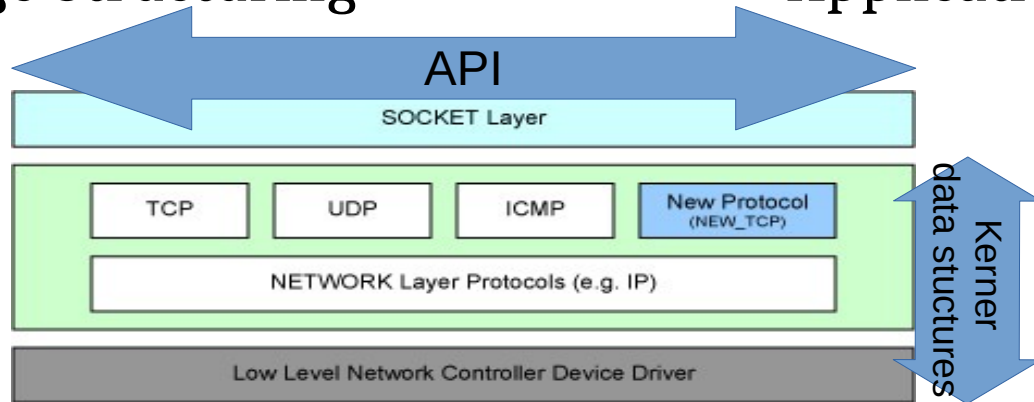 Structuring
API
SOCKET Layer
TCP
UDP
ICMP
New Protocol
(NEW_TCP)
NETWORK Layer Protocols (e.g. IP)
Low Level Network Controller Device Driver
Kerner
data stuctures